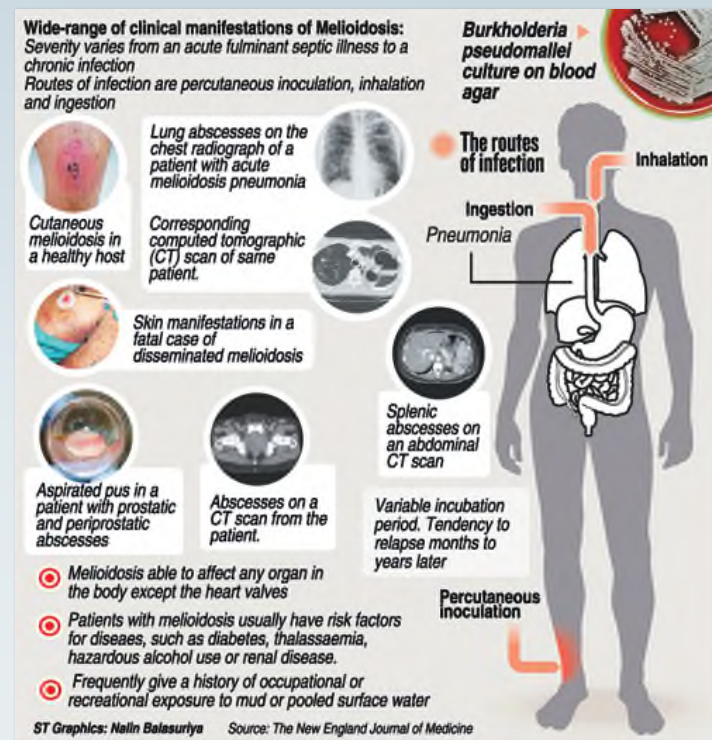 Wide-range of clinical manifestations of Melioidosis:
Severity varies from an acute fulminant septic illness to a
chronic infection
Routes of infection are percutaneous inoculation, inhalation
and ingestion
Burkholderia
pseudomallei
culture on blood
agar
Lung abscesses on the
chest radiograph of a
patient with acute
melioidosis pneumonia
The routes
of infection
Inhalation
Cutaneous
melioidosis in
a healthy host
Corresponding
computed tomographic
(CT) scan of same
patient.
Ingestion
Pneumonia
Skin manifestations in a
fatal case of
disseminated melioidosis
Splenic
abscesses on
an abdominal
CT scan
Aspirated pus in a
patient with prostatic
and periprostatic
abscesses
Abscesses on a
CT scan from the
patient.
Variable incubation
period. Tendency to
relapse months to
years later
Melioidosis able to affect any organ in
the body except the heart valves
Patients with melioidosis usually have risk factors
for diseaes, such as diabetes, thalassaemia,
hazardous alcohol use or renal disease.
Frequently give a history of occupational or
recreational exposure to mud or pooled surface water
Percutaneous
inoculation
ST Graphics: Nalin Balasuriya Source: The New England Journal of Medicine